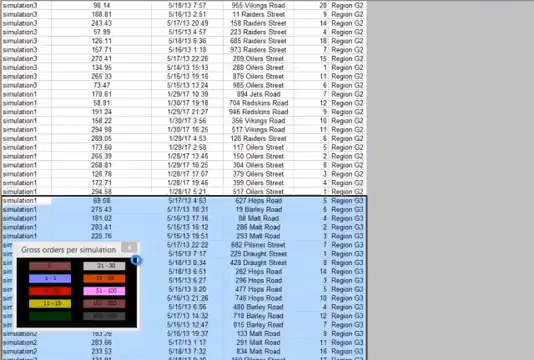 simulation3 98.14 5/18/13 7:57 955 Vikings Road 28 Region G2
simulation3 188.81 5/16/13 2:51 11 Raiders Street 9 Region G2
simulation3 243.43 5/17/13 20:49 158 Raiders Street 14 Region G2
simulation3 57.99 5/15/13 4:57 223 Raiders Street 4 Region G2
simulation3 126.11 5/18/13 6:36 685 Raiders Street 18 Region G2
simulation3 157.71 5/16/13 1:18 973 Raiders Street 7 Region G2
simulation3 270.41 5/17/13 22:26 209 Oilers Street 15 Region G2
simulation3 134.95 5/14/13 15:13 288 Oilers Street 1 Region G2
simulation3 265.33 5/16/13 19:16 876 Oilers Street 11 Region G2
simulation3 73.47 5/15/13 13:24 985 Oilers Street 6 Region G2
simulation1 170.61 1/29/17 10:39 894 Jets Road 7 Region G2
simulation1 58.81 1/30/17 19:18 704 Redskins Road 12 Region G2
simulation1 191.24 1/29/17 21:27 946 Redskins Road 9 Region G2
simulation1 158.22 1/30/17 3:56 356 Vikings Road 10 Region G2
simulation1 294.98 1/30/17 16:25 517 Vikings Road 11 Region G2
simulation1 269.05 1/28/17 4:53 126 Raiders Street 6 Region G2
simulation1 173.60 1/29/17 2:58 117 Oilers Street 5 Region G2
simulation1 265.39 1/28/17 13:46 150 Oilers Street 2 Region G2
simulation1 268.81 1/29/17 16:25 304 Oilers Street 8 Region G2
simulation1 126.78 1/28/17 17:07 379 Oilers Street 3 Region G2
simulation1 172.71 1/28/17 19:46 399 Oilers Street 4 Region G2
simulation1 294.58 1/28/17 5:21 517 Oilers Street 1 Region G2
simulation1 69.08 5/17/13 4:53 627 Hops Road 5 Region G3
simulation1 275.43 5/17/13 18:31 19 Barley Road 6 Region G3
simulation1 181.02 5/16/13 17:16 88 Malt Road 4 Region G3
simulation1 283.41 5/15/13 16:12 286 Malt Road 2 Region G3
simulation1 225.76 5/15/13 19:51 293 Malt Road 3 Region G3
5/17/13 22:22 682 Pilsner Street 7 Region G3
5/15/13 7:17 229 Draught Street 1 Region G3
5/18/13 8:34 428 Draught Street 8 Region G3
5/18/13 6:51 262 Hops Road 14 Region G3
5/16/13 6:27 296 Hops Road 3 Region G3
5/15/13 9:20 477 Hops Road 5 Region G3
5/16/13 21:26 746 Hops Road 10 Region G3
5/15/13 6:56 480 Barley Road 4 Region G3
5/17/13 14:32 718 Barley Road 12 Region G3
5/16/13 12:47 815 Barley Road 7 Region G3
5/16/13 19:37 133 Malt Road 9 Region G3
simulation2 283.66 5/17/13 1:17 291 Malt Road 11 Region G3
simulation2 233.53 5/18/13 7:32 834 Malt Road 16 Region G3
Gross orders per simulation
21 - 30
51 - 100